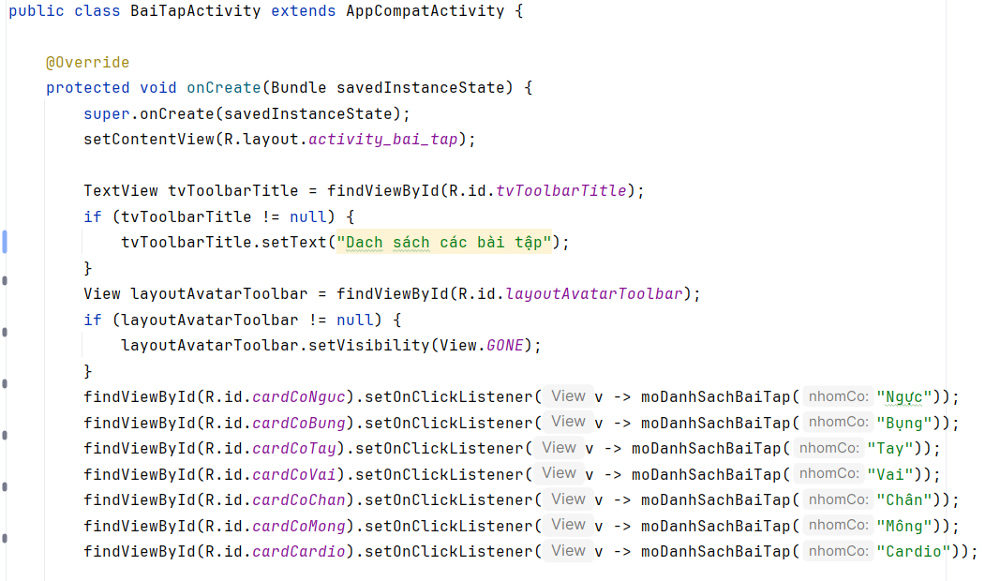 public class BaiTapActivity extends AppCompatActivity {
@Override
protected void onCreate(Bundle savedInstanceState) {
super.onCreate(savedInstanceState);
setContentView(R.layout.activity_bai_tap);
TextView tvToolbarTitle = findViewById(R.id.tvToolbarTitle);
if (tvToolbarTitle != null) {
tvToolbarTitle.setText("Dach sách các bài tập");
}
View layoutAvatarToolbar = findViewById(R.id.layoutAvatarToolbar);
if (layoutAvatarToolbar != null) {
layoutAvatarToolbar.setVisibility(View.GONE);
}
findViewById(R.id.cardCoNguc).setOnClickListener( View v -> moDanhSachBaiTap( nhomCo: "Ngực"));
findViewById(R.id.cardCoBung).setOnClickListener( View v -> moDanhSachBaiTap( nhomCo: "Bụng"));
findViewById(R.id.cardCoTay).setOnClickListener( View v -> moDanhSachBaiTap( nhomCo: "Tay"));
findViewById(R.id.cardCoVai).setOnClickListener( View v -> moDanhSachBaiTap( nhomCo: "Vai"));
findViewById(R.id.cardCoChan).setOnClickListener( View v -> moDanhSachBaiTap( nhomCo: "Chân"));
findViewById(R.id.cardCoMong).setOnClickListener( View v -> moDanhSachBaiTap( nhomCo: "Mông"));
findViewById(R.id.cardCardio).setOnClickListener( View v -> moDanhSachBaiTap( nhomCo: "Cardio"));